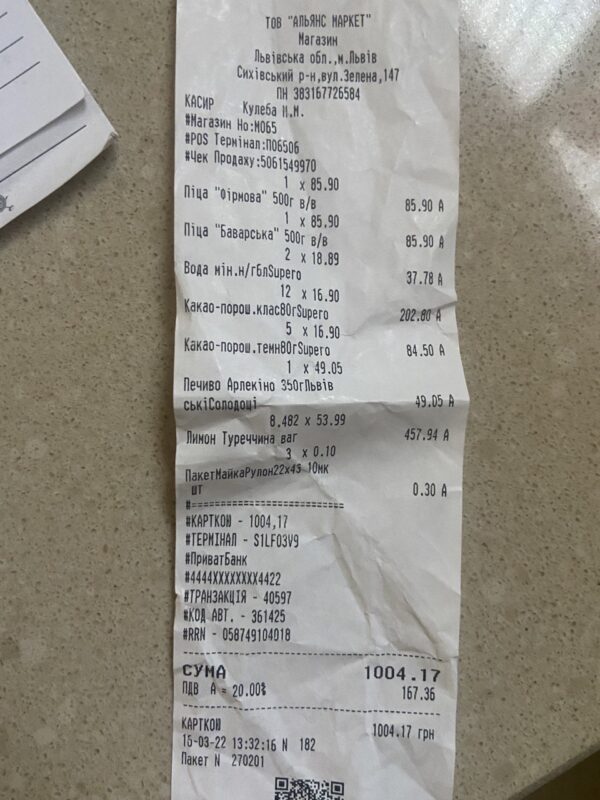 ТОВ "АЛЬЯНС МАРКЕТ"
Магазин
Львівська обл.,м.Львів
Сихівський р-н,вул.Зелена,147
ПН 383167726584
КАСИР Кулеба Н.М.
#Магазин Но:М065
#POS Термінал:П06506
#Чек Продажу:5061549970
1 x 85.90
Піца "Фірмова" 500г в/в 85.90 А
1 x 85.90
Піца "Баварська" 500г в/в 85.90 А
2 x 18.89
Вода мін.н/г6лSupero 37.78 А
12 x 16.90
Какао-порош.клас80гSupero 202.80 А
5 x 16.90
Какао-порош.темн80гSupero 84.50 А
1 x 49.05
Печиво Арлекіно 350гЛьвів
ськіСолодощі 49.05 А
8.482 x 53.99
Лимон Туреччина ваг 457.94 А
3 x 0.10
ПакетМайкаРулон22х45 10мк
шт 0.30 А
#==========================
#КАРТКОЮ - 1004,17
#ТЕРМІНАЛ - S1LF03V9
#ПриватБанк
#4444XXXXXXXX4422
#ТРАНЗАКЦІЯ - 40597
#КОД АВТ. - 361425
#RRN - 058749104018
СУМА 1004.17
ПДВ А = 20.00% 167.36
КАРТКОЮ 1004.17 грн
15-03-22 13:32:16 N 182
Пакет N 270201